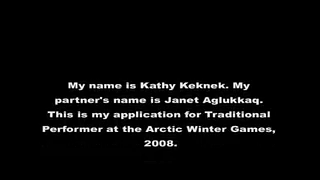 My name is Kathy Keknek. My
partner's name is Janet Aglukkaq.
This is my application for Traditional
Performer at the Arctic Winter Games,
2008.